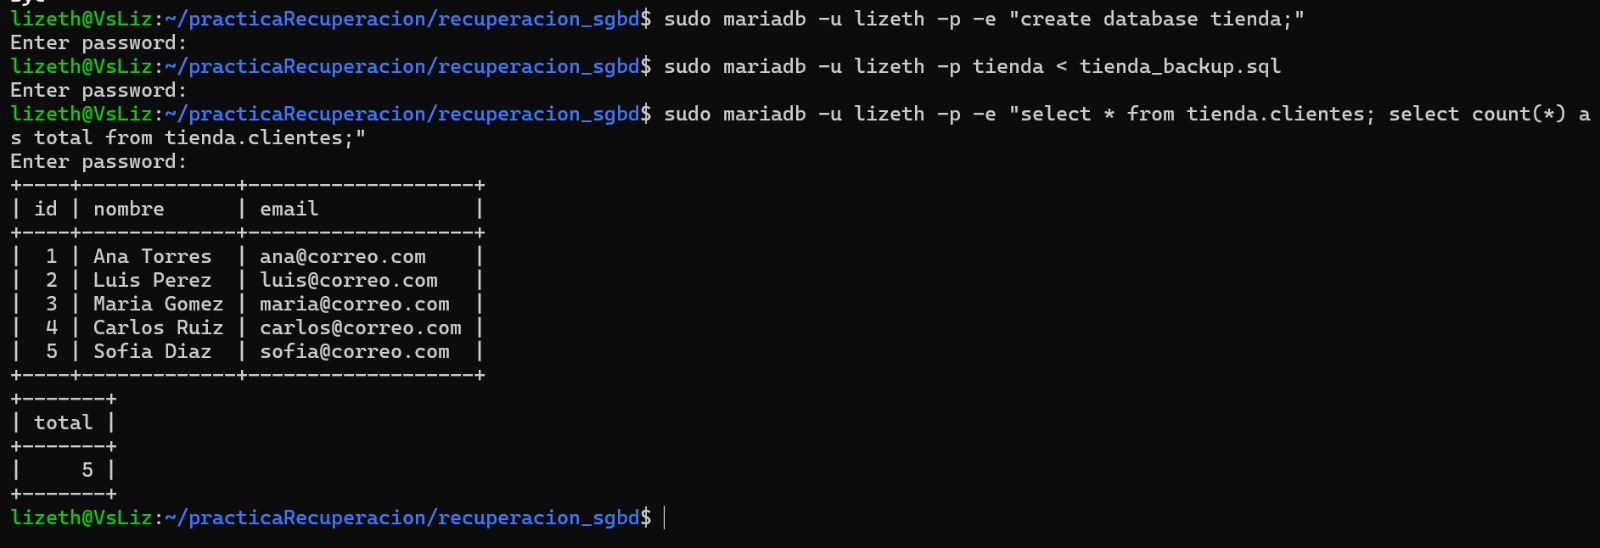 lizeth@VsLiz:~/practicaRecuperacion/recuperacion_sgbd$ sudo mariadb -u lizeth -p -e "create database tienda;"
Enter password:
lizeth@VsLiz:~/practicaRecuperacion/recuperacion_sgbd$ sudo mariadb -u lizeth -p tienda < tienda_backup.sql
Enter password:
lizeth@VsLiz:~/practicaRecuperacion/recuperacion_sgbd$ sudo mariadb -u lizeth -p -e "select * from tienda.clientes; select count(*) a
s total from tienda.clientes;"
Enter password:
+----+-------------+-------------------+
| id | nombre      | email             |
+----+-------------+-------------------+
|  1 | Ana Torres  | ana@correo.com    |
|  2 | Luis Perez  | luis@correo.com   |
|  3 | Maria Gomez | maria@correo.com  |
|  4 | Carlos Ruiz | carlos@correo.com |
|  5 | Sofia Diaz  | sofia@correo.com  |
+----+-------------+-------------------+
+-------+
| total |
+-------+
|     5 |
+-------+
lizeth@VsLiz:~/practicaRecuperacion/recuperacion_sgbd$